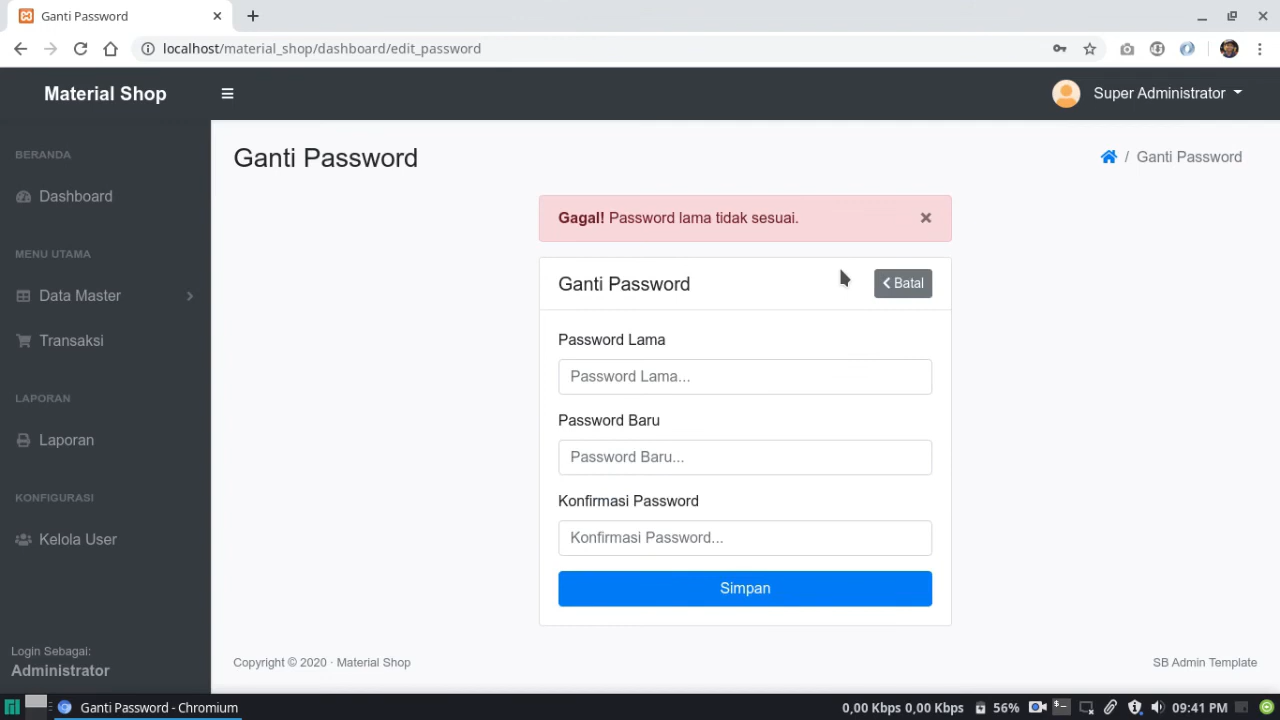 Ganti Password
localhost/material_shop/dashboard/edit_password
Material Shop
Super Administrator
BERANDA
Dashboard
MENU UTAMA
Data Master
Transaksi
LAPORAN
Laporan
KONFIGURASI
Kelola User
Login Sebagai:
Administrator
Ganti Password
/ Ganti Password
Gagal! Password lama tidak sesuai.
Ganti Password
Batal
Password Lama
Password Lama...
Password Baru
Password Baru...
Konfirmasi Password
Konfirmasi Password...
Simpan
Copyright © 2020 · Material Shop
SB Admin Template
Ganti Password - Chromium
0,00 Kbps 0,00 Kbps
56%
09:41 PM